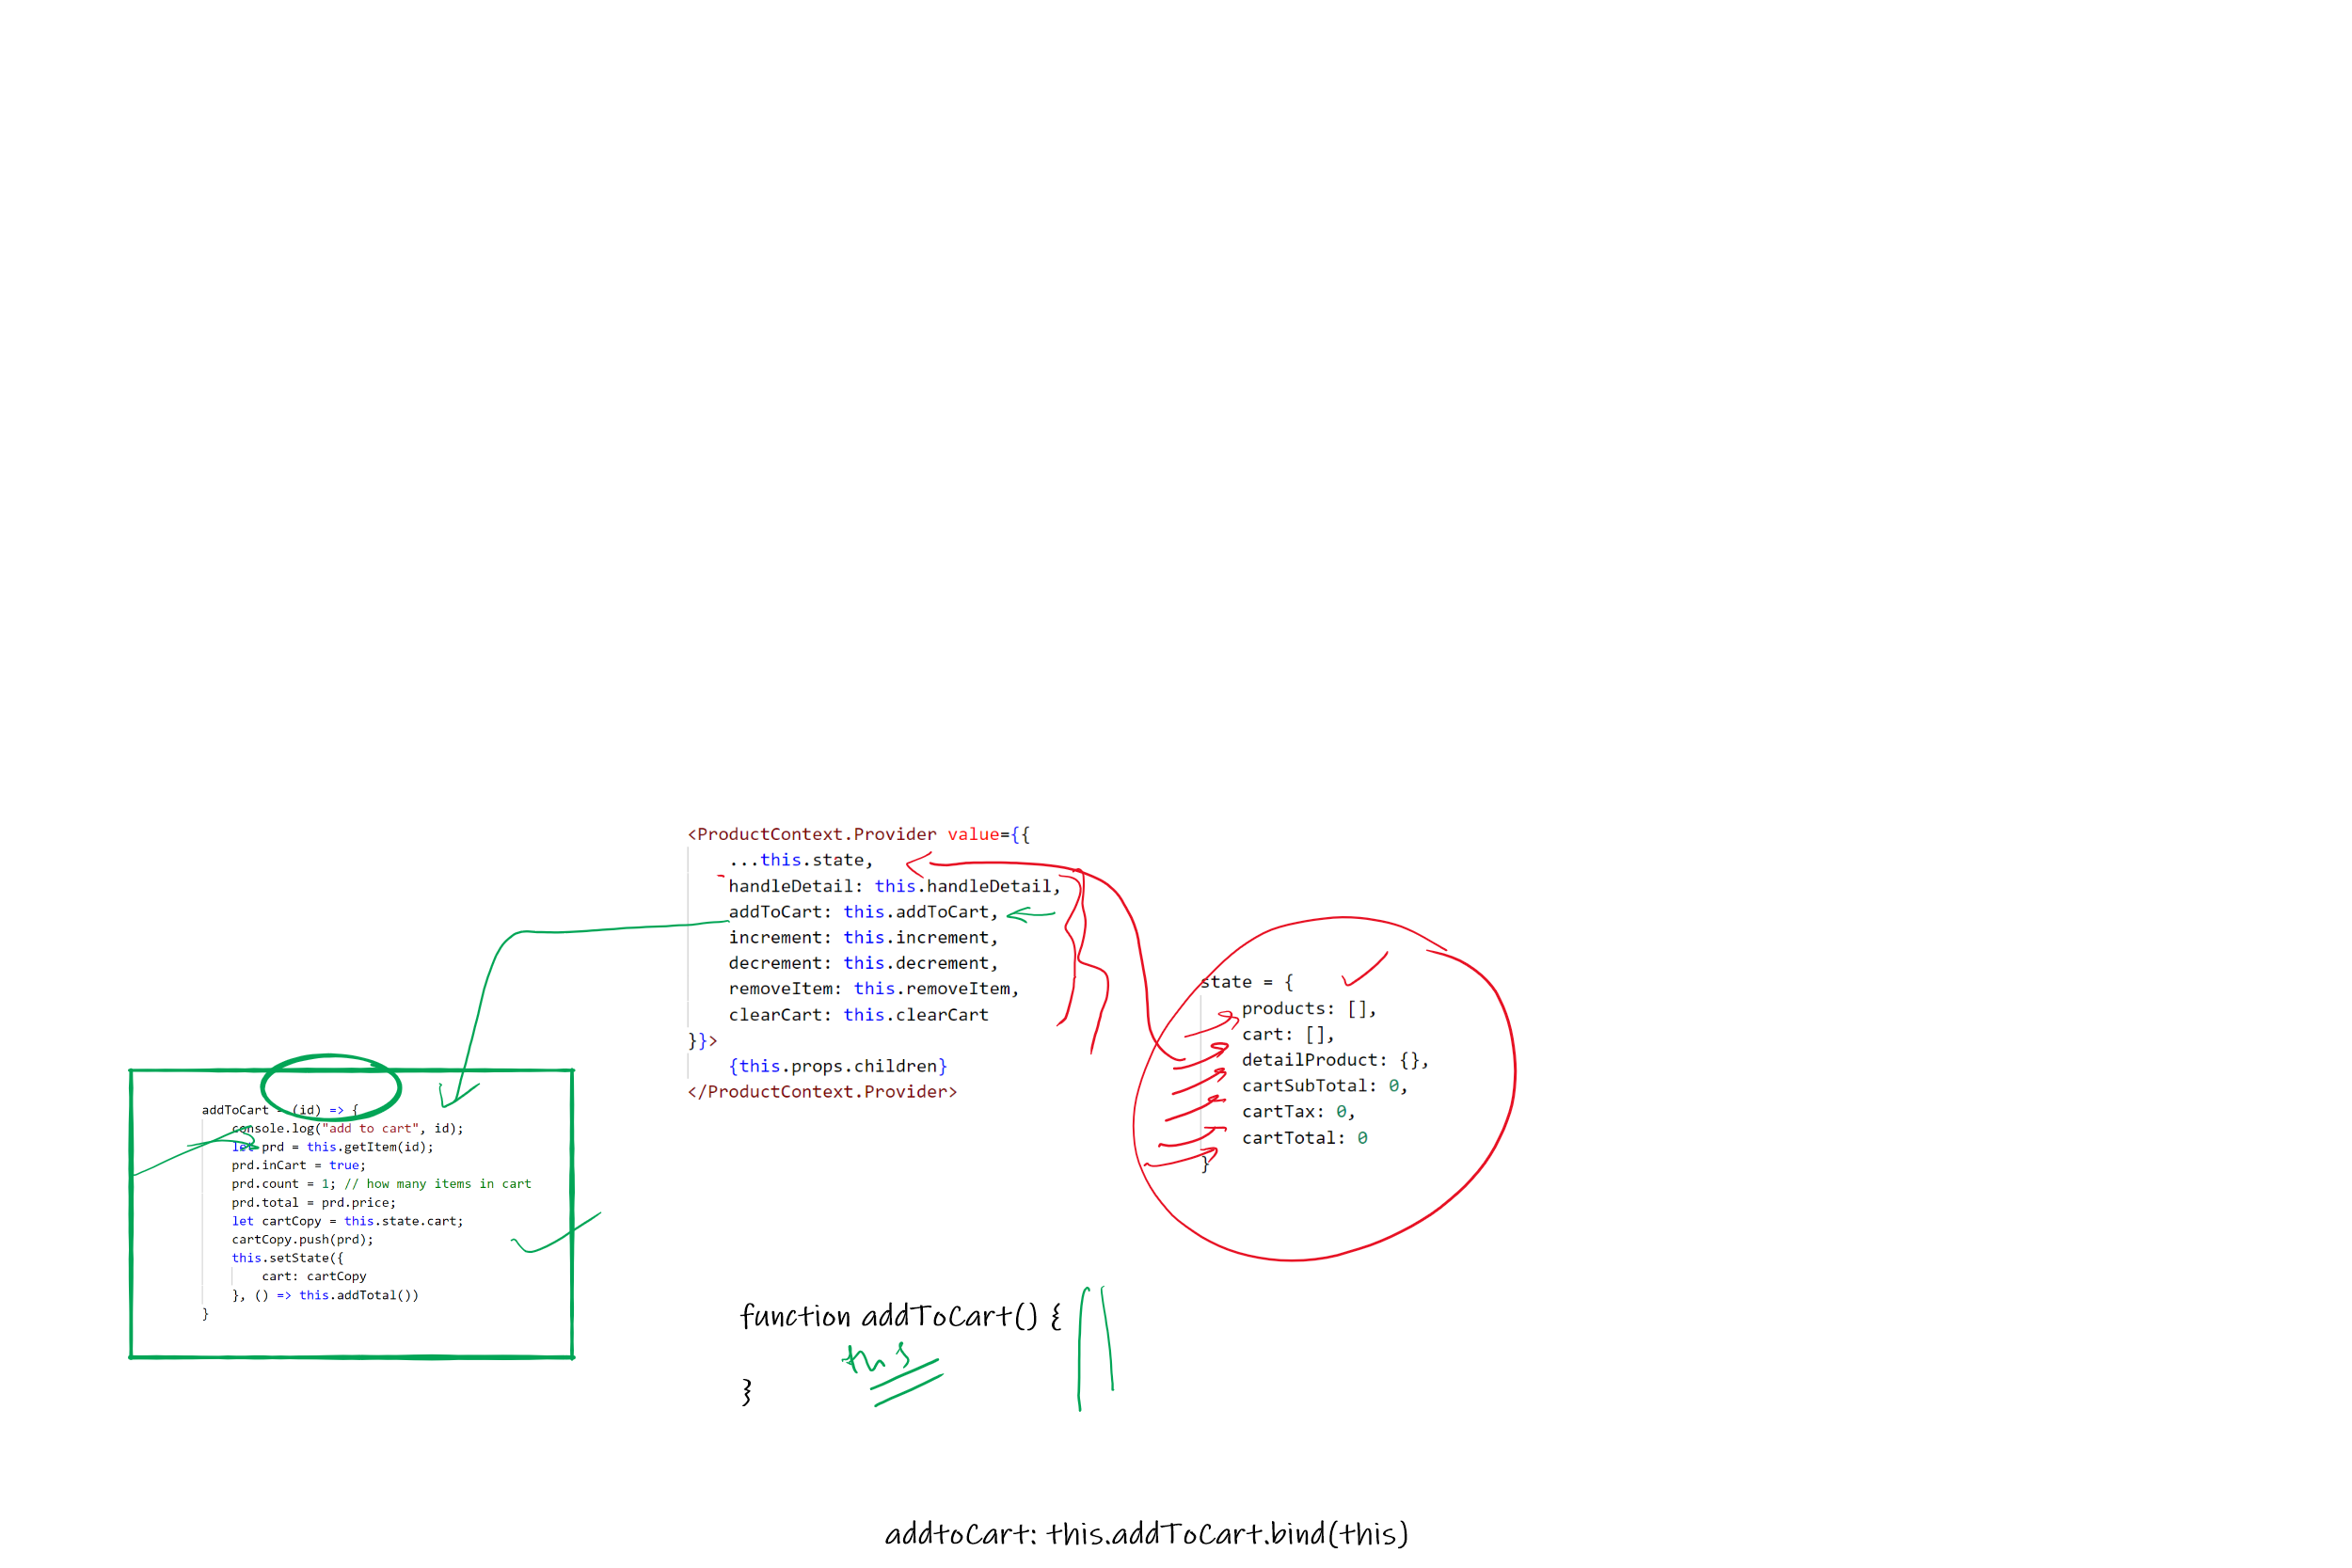 <ProductContext.Provider value={{
    ...this.state,
    handleDetail: this.handleDetail,
    addToCart: this.addToCart,
    increment: this.increment,
    decrement: this.decrement,
    removeItem: this.removeItem,
    clearCart: this.clearCart
}}>
    {this.props.children}
</ProductContext.Provider>
state = {
    products: [],
    cart: [],
    detailProduct: {},
    cartSubTotal: 0,
    cartTax: 0,
    cartTotal: 0
}
addToCart = (id) => {
    console.log("add to cart", id);
    let prd = this.getItem(id);
    prd.inCart = true;
    prd.count = 1; // how many items in cart
    prd.total = prd.price;
    let cartCopy = this.state.cart;
    cartCopy.push(prd);
    this.setState({
        cart: cartCopy
    }, () => this.addTotal())
}
function addToCart() {
this
}
addtoCart: this.addToCart.bind(this)